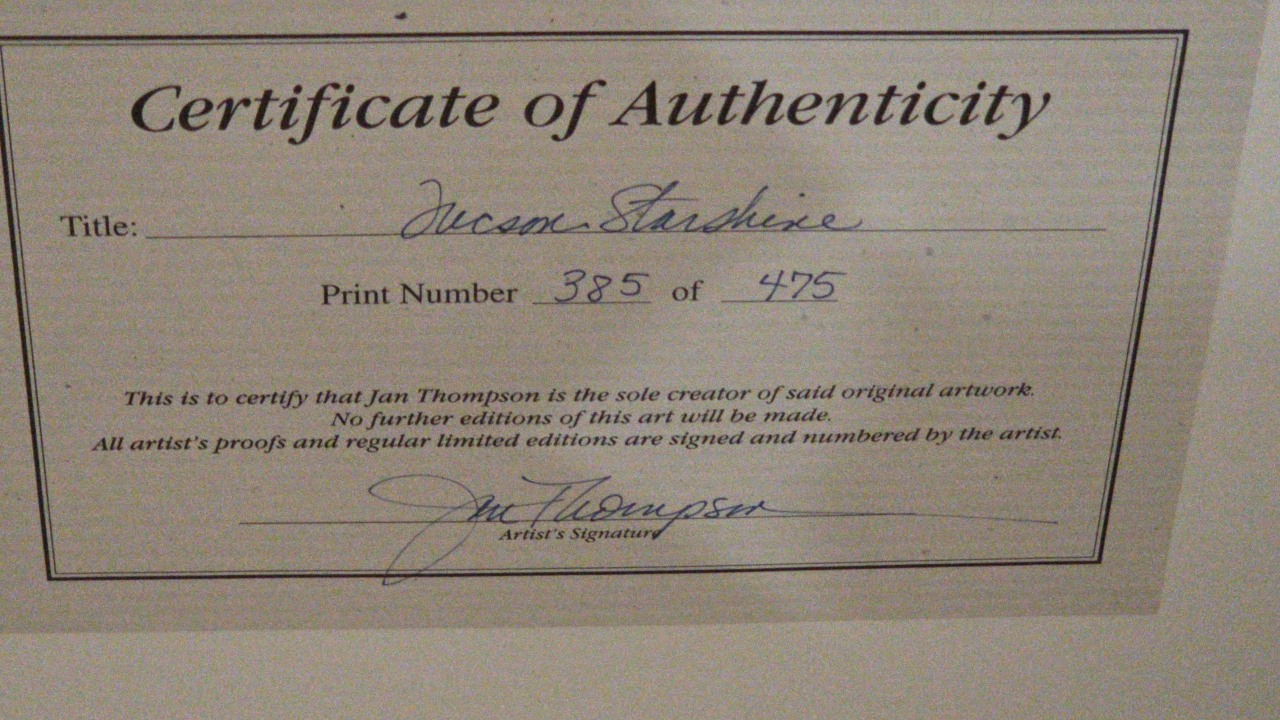 Certificate of Authenticity
Title: Tucson Starshine
Print Number 385 of 475
This is to certify that Jan Thompson is the sole creator of said original artwork.
No further editions of this art will be made.
All artist's proofs and regular limited editions are signed and numbered by the artist.
Jan Thompson
Artist's Signature